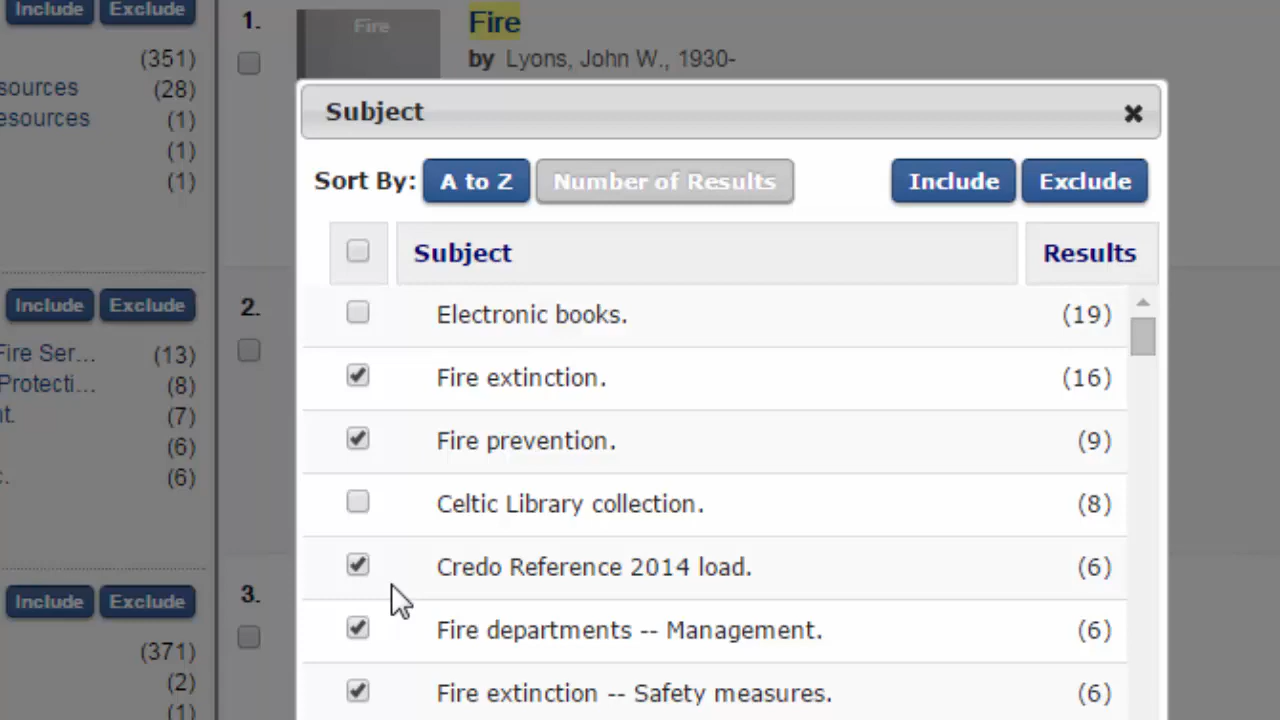 Include Exclude
(351)
sources (28)
esources (1)
(1)
(1)
Include Exclude
Fire Ser... (13)
Protecti... (8)
t. (7)
(6)
c. (6)
Include Exclude
(371)
(2)
(1)
1.
Fire
Fire
by Lyons, John W., 1930-
2.
3.
Subject
Sort By: A to Z Number of Results Include Exclude
Subject Results
Electronic books. (19)
Fire extinction. (16)
Fire prevention. (9)
Celtic Library collection. (8)
Credo Reference 2014 load. (6)
Fire departments -- Management. (6)
Fire extinction -- Safety measures. (6)